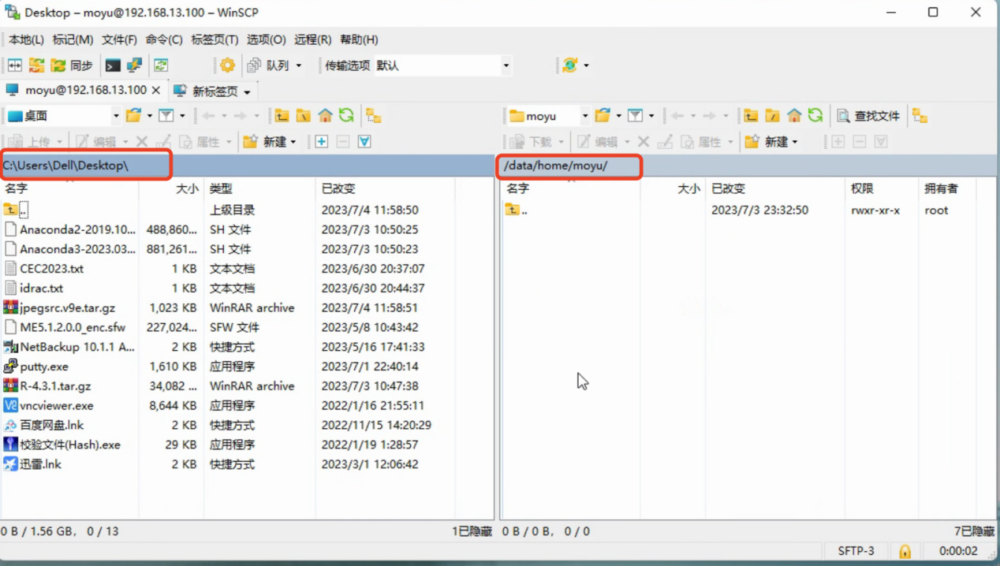 Desktop – moyu@192.168.13.100 – WinSCP
本地(L) 标记(M) 文件(F) 命令(C) 标签页(T) 选项(O) 远程(R) 帮助(H)
同步 队列 传输选项 默认
moyu@192.168.13.100 × 新标签页
桌面 moyu 查找文件
上传 编辑 属性 新建 下载 编辑 属性 新建
C:\Users\Dell\Desktop\ /data/home/moyu/
名字 大小 类型 已改变 名字 大小 已改变 权限 拥有者
.. 上级目录 2023/7/4 11:58:50 .. 2023/7/3 23:32:50 rwxr-xr-x root
Anaconda2-2019.10... 488,860... SH 文件 2023/7/3 10:50:25
Anaconda3-2023.03... 881,261... SH 文件 2023/7/3 10:50:23
CEC2023.txt 1 KB 文本文档 2023/6/30 20:37:07
idrac.txt 1 KB 文本文档 2023/6/30 20:44:37
jpegsrc.v9e.tar.gz 1,023 KB WinRAR archive 2023/7/4 11:58:51
ME5.1.2.0.0_enc.sfw 227,024... SFW 文件 2023/5/8 10:43:42
NetBackup 10.1.1 A... 2 KB 快捷方式 2023/5/16 17:41:33
putty.exe 1,610 KB 应用程序 2023/7/1 22:40:14
R-4.3.1.tar.gz 34,082 ... WinRAR archive 2023/7/3 10:47:38
vncviewer.exe 8,644 KB 应用程序 2022/1/16 21:55:11
百度网盘.lnk 2 KB 快捷方式 2022/11/15 14:20:29
校验文件(Hash).exe 29 KB 应用程序 2022/1/19 1:28:57
迅雷.lnk 2 KB 快捷方式 2023/3/1 12:06:42
0 B / 1.56 GB, 0 / 13 1已隐藏 0 B / 0 B, 0 / 0 7已隐藏
SFTP-3 0:00:02